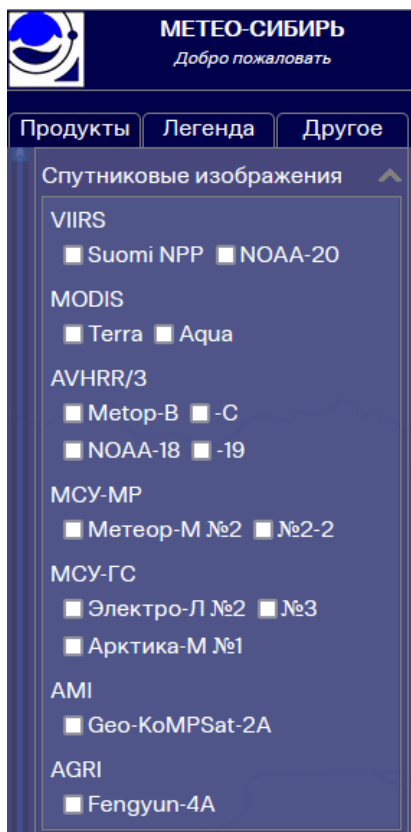 МЕТЕО-СИБИРЬ
Добро пожаловать
Продукты Легенда Другое
Спутниковые изображения
VIIRS
Suomi NPP NOAA-20
MODIS
Terra Aqua
AVHRR/3
Metop-B -C
NOAA-18 -19
МСУ-МР
Метеор-М №2 №2-2
МСУ-ГС
Электро-Л №2 №3
Арктика-М №1
AMI
Geo-KoMPSat-2A
AGRI
Fengyun-4A